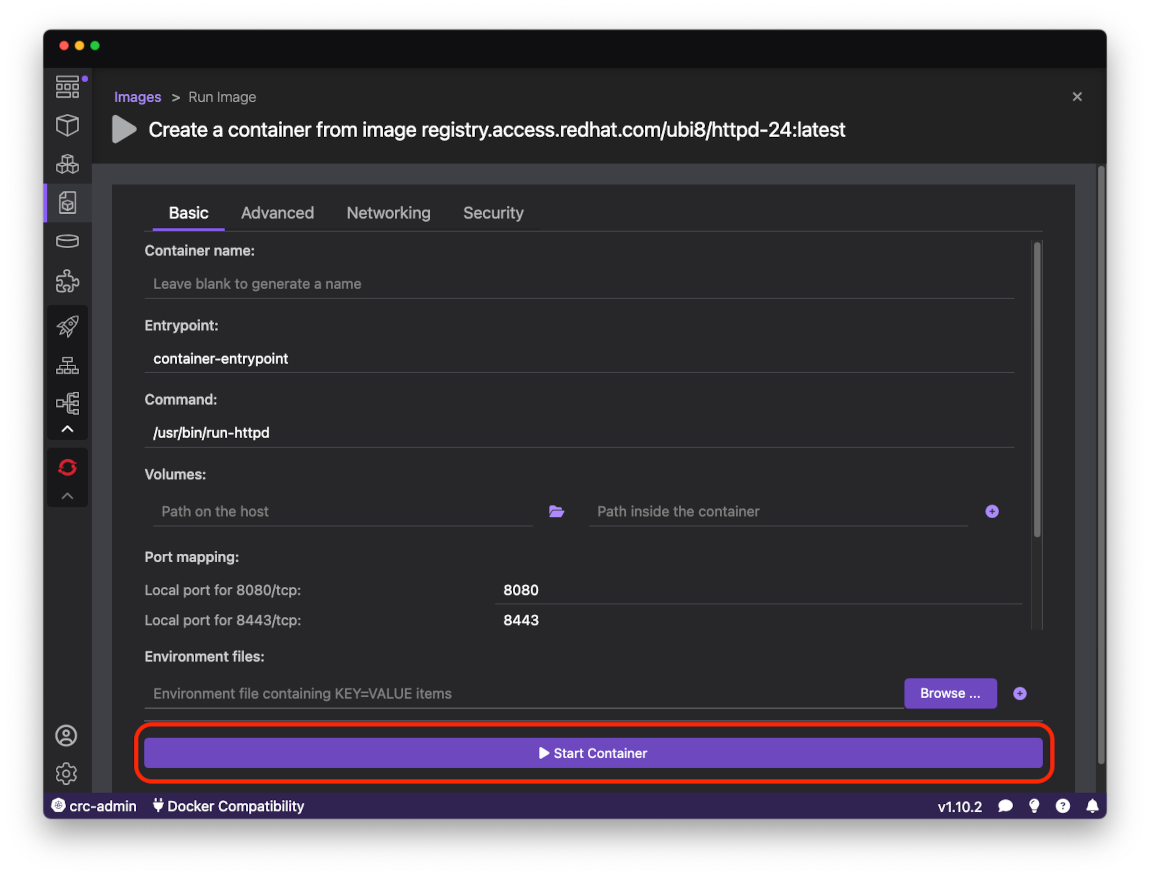 Images > Run Image
Create a container from image registry.access.redhat.com/ubi8/httpd-24:latest
Basic Advanced Networking Security
Container name:
Leave blank to generate a name
Entrypoint:
container-entrypoint
Command:
/usr/bin/run-httpd
Volumes:
Path on the host Path inside the container
Port mapping:
Local port for 8080/tcp: 8080
Local port for 8443/tcp: 8443
Environment files:
Environment file containing KEY=VALUE items Browse ...
Start Container
crc-admin Docker Compatibility v1.10.2